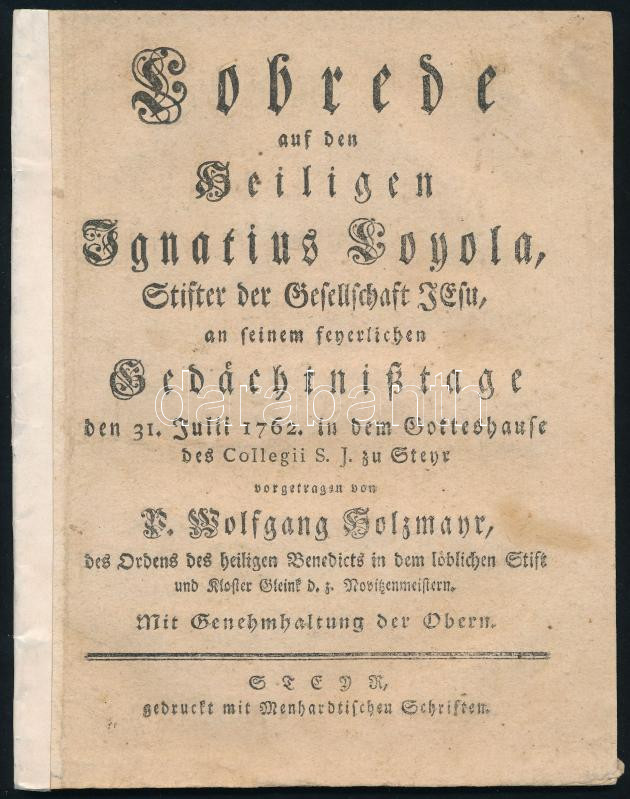 Lobrede
auf den
Heiligen
Ignatius Loyola,
Stifter der Gesellschaft JEsu,
an seinem feyerlichen
Gedächtnißtage
den 31. Julii 1762. in dem Gotteshause
des Collegii S. J. zu Steyr
vorgetragen von
P. Wolfgang Holzmayr,
des Ordens des heiligen Benedicts in dem löblichen Stift
und Kloster Gleink d. z. Novitzenmeistern.
Mit Genehmhaltung der Obern.
STEYR,
gedruckt mit Menhardtischen Schriften.
darabanth